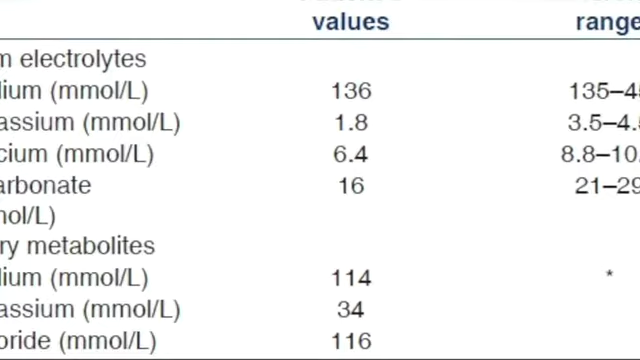 values range
m electrolytes
lium (mmol/L) 136 135–4
assium (mmol/L) 1.8 3.5–4.
cium (mmol/L) 6.4 8.8–10.
arbonate 16 21–29
nol/L)
ry metabolites
lium (mmol/L) 114 *
assium (mmol/L) 34
oride (mmol/L) 116